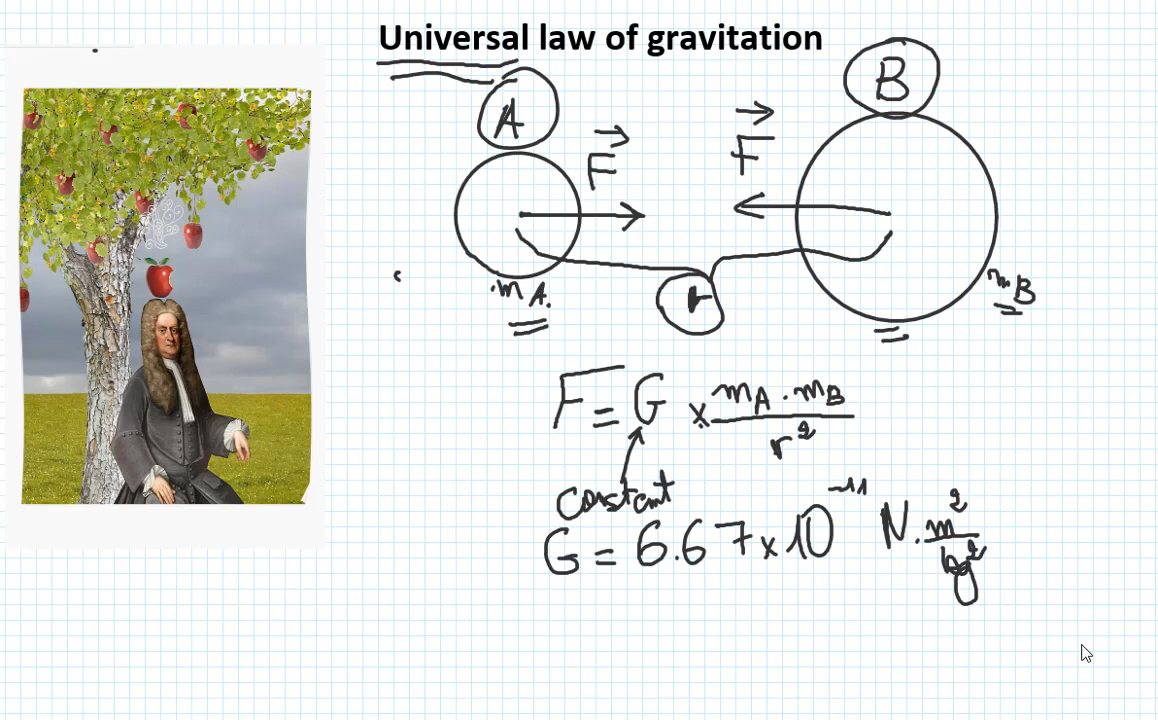 Universal law of gravitation
A B
F F
mA. mB
r
F = G × mA · mB / r²
constant
G = 6.67 × 10⁻¹¹ N. m² / kg²